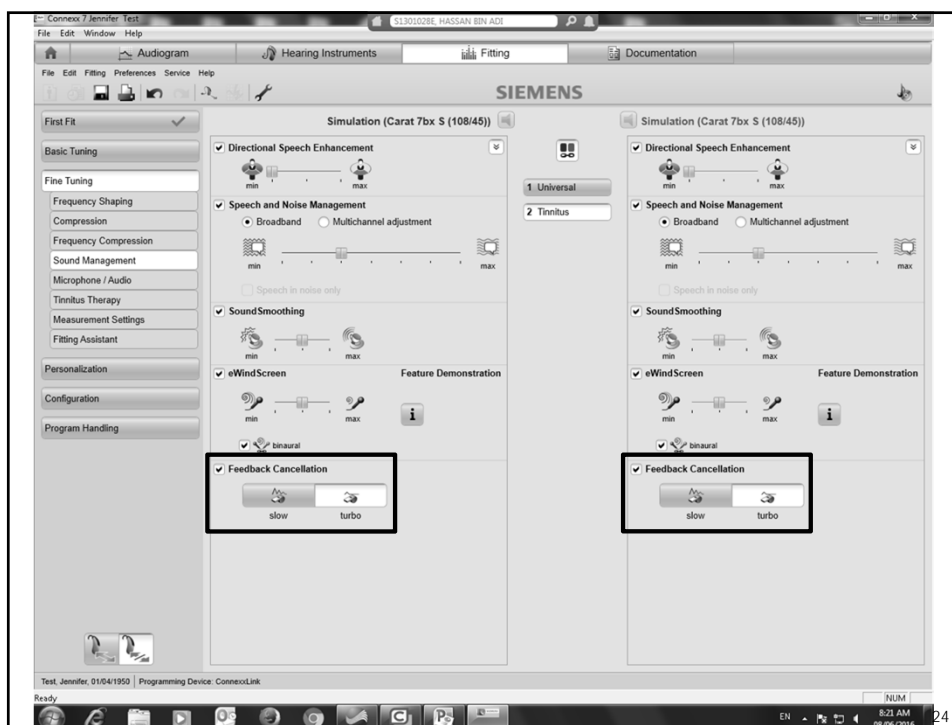 Connexx 7 Jennifer Test
S1301028E, HASSAN BIN ADI
File Edit Window Help
Audiogram Hearing Instruments Fitting Documentation
File Edit Fitting Preferences Service Help
SIEMENS
First Fit
Basic Tuning
Fine Tuning
Frequency Shaping
Compression
Frequency Compression
Sound Management
Microphone / Audio
Tinnitus Therapy
Measurement Settings
Fitting Assistant
Personalization
Configuration
Program Handling
Simulation (Carat 7bx S (108/45))
Directional Speech Enhancement
min max
Speech and Noise Management
Broadband Multichannel adjustment
min max
Speech in noise only
SoundSmoothing
min max
eWindScreen Feature Demonstration
min max i
binaural
Feedback Cancellation
slow turbo
1 Universal
2 Tinnitus
Simulation (Carat 7bx S (108/45))
Directional Speech Enhancement
min max
Speech and Noise Management
Broadband Multichannel adjustment
min max
Speech in noise only
SoundSmoothing
min max
eWindScreen Feature Demonstration
min max i
binaural
Feedback Cancellation
slow turbo
Test, Jennifer, 01/04/1950 Programming Device: ConnexxLink
Ready NUM
EN 8:21 AM
08/06/2016
24